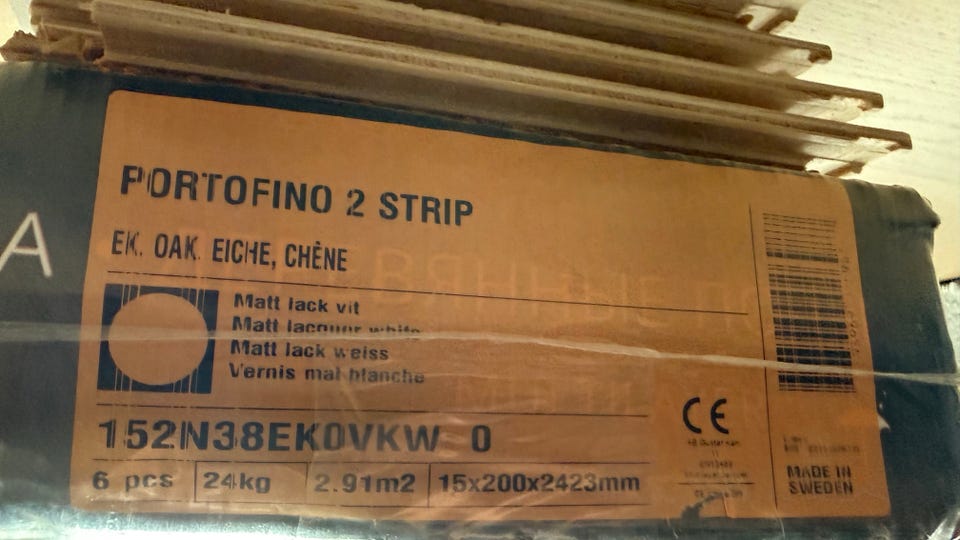 A
PORTOFINO 2 STRIP
EK. OAK. EICHE, CHÊNE
Matt lack vit
Matt lacquer white
Matt lack weiss
Vernis mat blanche
152N38EK0VKW 0
6 pcs 24kg 2.91m2 15x200x2423mm
CE
MADE IN
SWEDEN